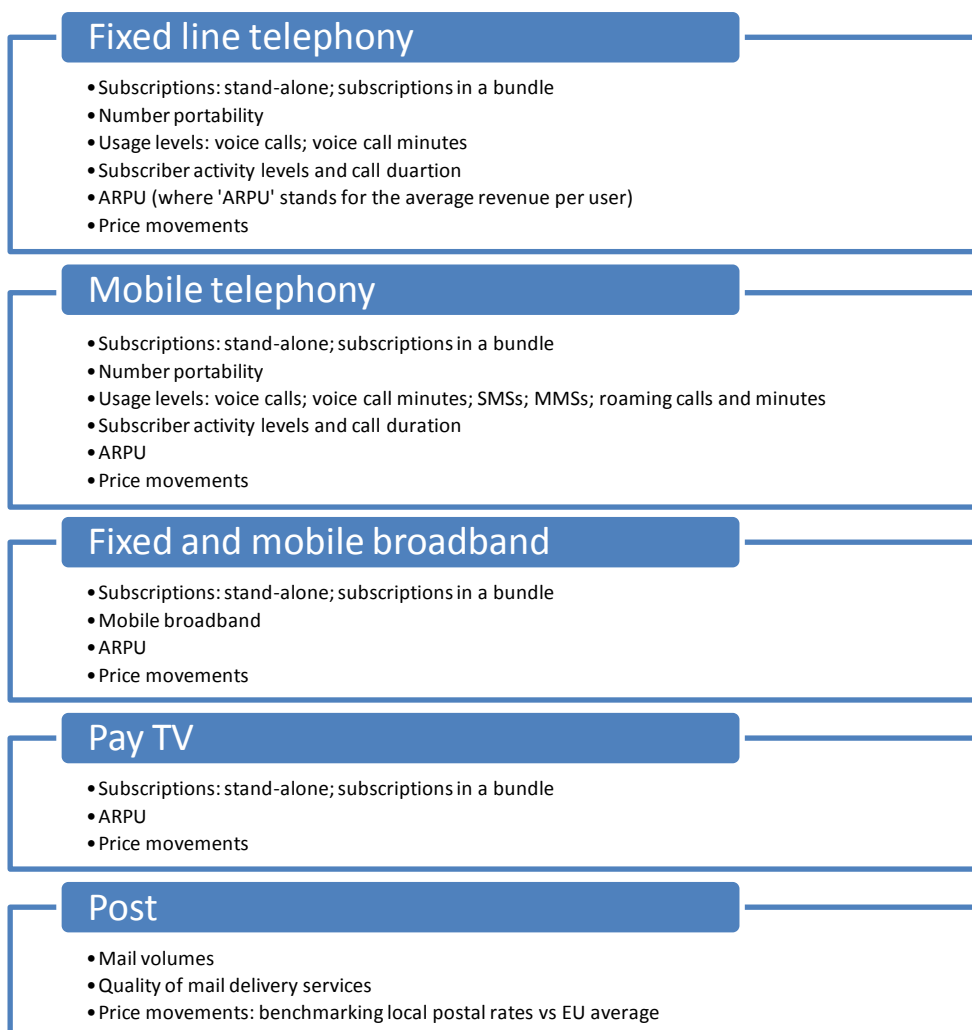 Fixed line telephony
•Subscriptions: stand-alone; subscriptions in a bundle
•Number portability
•Usage levels: voice calls; voice call minutes
•Subscriber activity levels and call duartion
•ARPU (where 'ARPU' stands for the average revenue per user)
•Price movements
Mobile telephony
•Subscriptions: stand-alone; subscriptions in a bundle
•Number portability
•Usage levels: voice calls; voice call minutes; SMSs; MMSs; roaming calls and minutes
•Subscriber activity levels and call duration
•ARPU
•Price movements
Fixed and mobile broadband
•Subscriptions: stand-alone; subscriptions in a bundle
•Mobile broadband
•ARPU
•Price movements
Pay TV
•Subscriptions: stand-alone; subscriptions in a bundle
•ARPU
•Price movements
Post
•Mail volumes
•Quality of mail delivery services
•Price movements: benchmarking local postal rates vs EU average